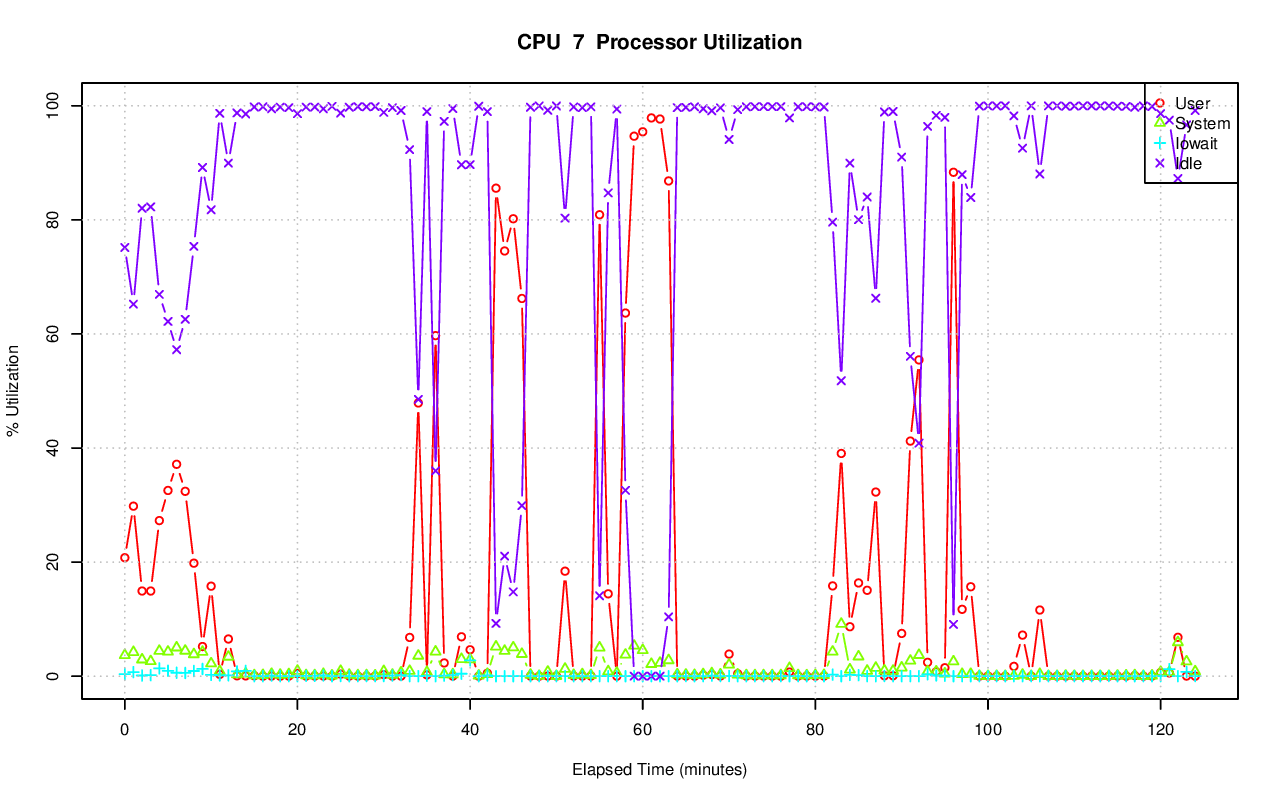 CPU 7 Processor Utilization
% Utilization
100
80
60
40
20
0
User
System
Iowait
Idle
0 20 40 60 80 100 120
Elapsed Time (minutes)